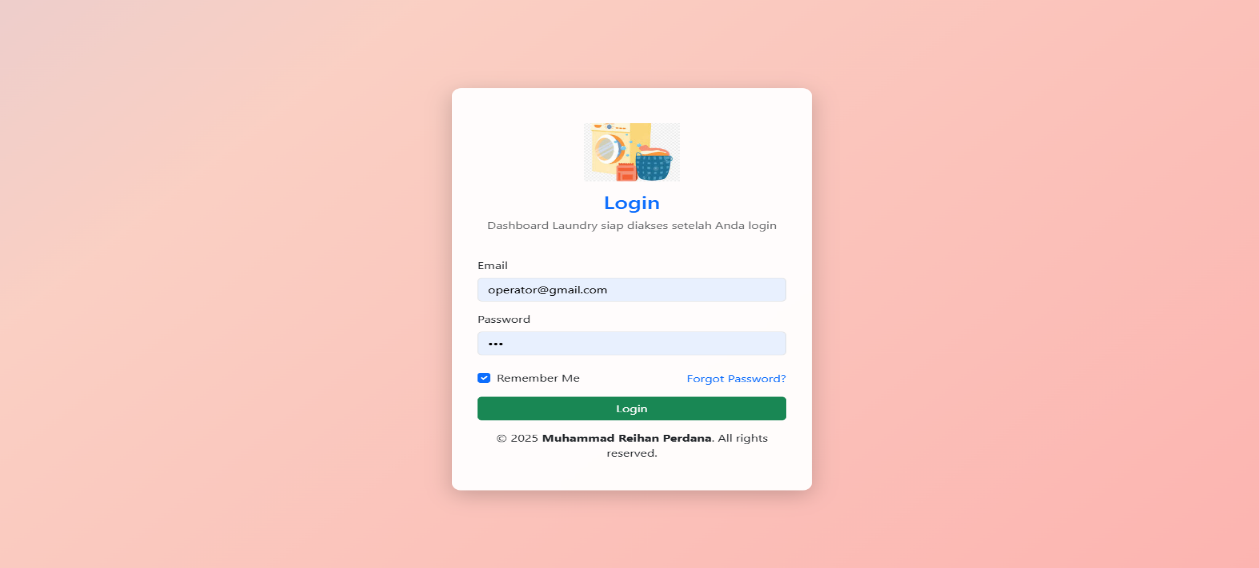 Login
Dashboard Laundry siap diakses setelah Anda login
Email
operator@gmail.com
Password
•••
Remember Me
Forgot Password?
Login
© 2025 Muhammad Reihan Perdana. All rights
reserved.